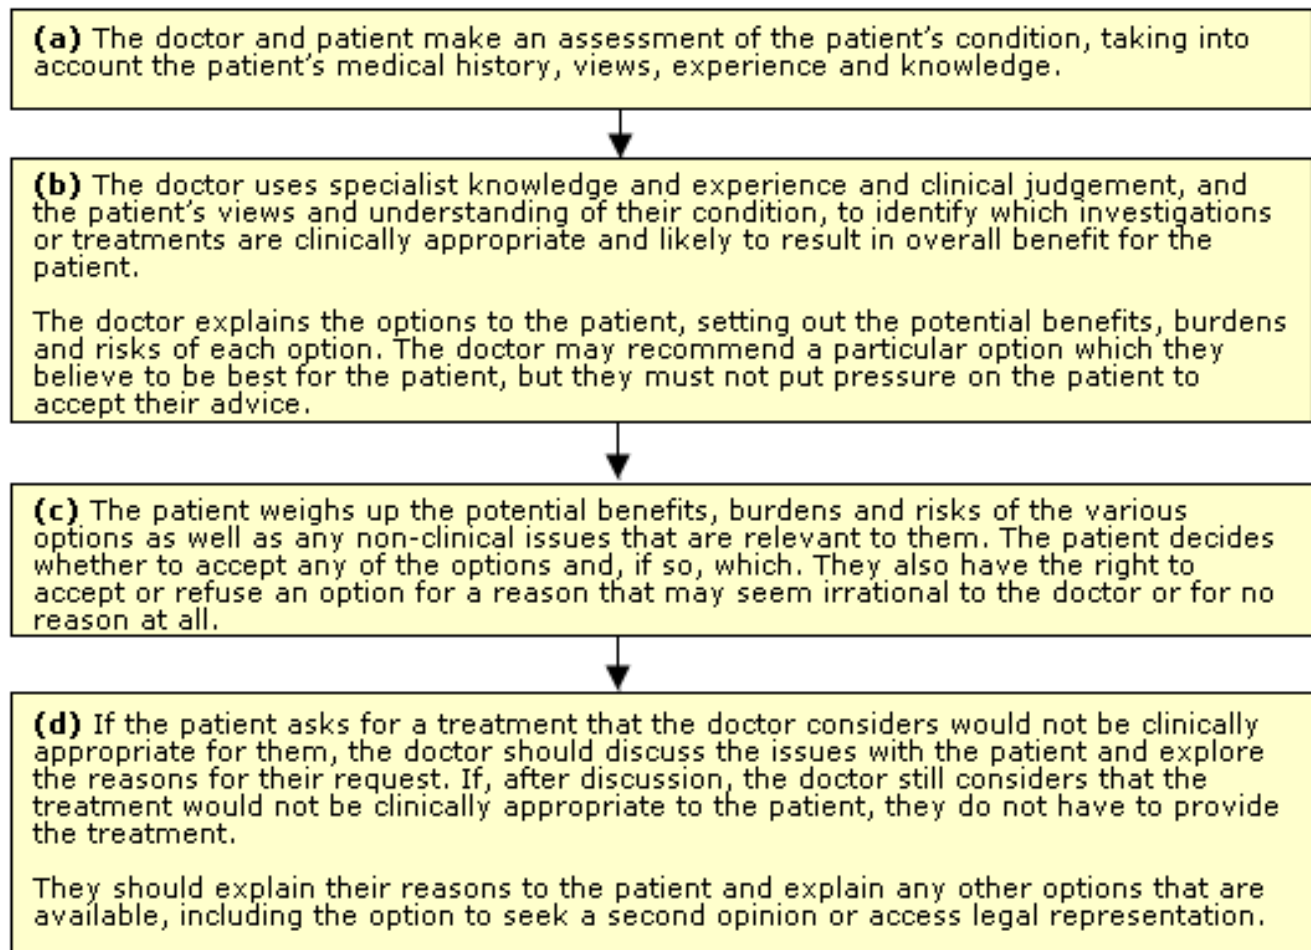 (a) The doctor and patient make an assessment of the patient's condition, taking into
account the patient's medical history, views, experience and knowledge.
(b) The doctor uses specialist knowledge and experience and clinical judgement, and
the patient's views and understanding of their condition, to identify which investigations
or treatments are clinically appropriate and likely to result in overall benefit for the
patient.
The doctor explains the options to the patient, setting out the potential benefits, burdens
and risks of each option. The doctor may recommend a particular option which they
believe to be best for the patient, but they must not put pressure on the patient to
accept their advice.
(c) The patient weighs up the potential benefits, burdens and risks of the various
options as well as any non-clinical issues that are relevant to them. The patient decides
whether to accept any of the options and, if so, which. They also have the right to
accept or refuse an option for a reason that may seem irrational to the doctor or for no
reason at all.
(d) If the patient asks for a treatment that the doctor considers would not be clinically
appropriate for them, the doctor should discuss the issues with the patient and explore
the reasons for their request. If, after discussion, the doctor still considers that the
treatment would not be clinically appropriate to the patient, they do not have to provide
the treatment.
They should explain their reasons to the patient and explain any other options that are
available, including the option to seek a second opinion or access legal representation.